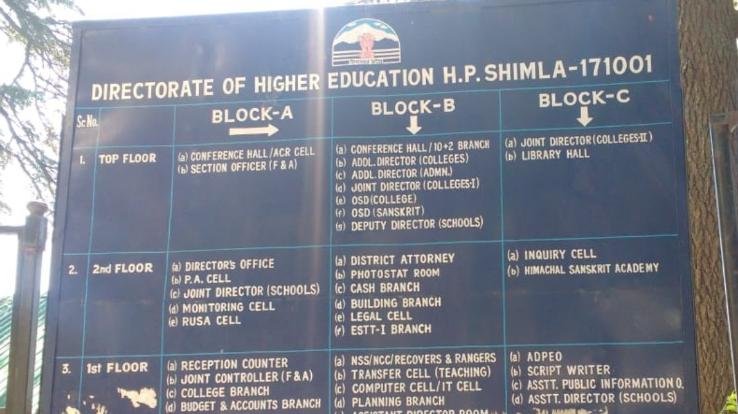 DIRECTORATE OF HIGHER EDUCATION H.P. SHIMLA-171001
Sr.No. BLOCK-A BLOCK-B BLOCK-C
1. TOP FLOOR
(a) CONFERENCE HALL/ACR CELL
(b) SECTION OFFICER (F & A)
(a) CONFERENCE HALL/10+2 BRANCH
(b) ADDL. DIRECTOR (COLLEGES)
(c) ADDL. DIRECTOR (ADMN.)
(d) JOINT DIRECTOR (COLLEGES-I)
(e) OSD (COLLEGE)
(f) OSD (SANSKRIT)
(g) DEPUTY DIRECTOR (SCHOOLS)
(a) JOINT DIRECTOR (COLLEGES-II)
(b) LIBRARY HALL
2. 2nd FLOOR
(a) DIRECTOR'S OFFICE
(b) P.A. CELL
(c) JOINT DIRECTOR (SCHOOLS)
(d) MONITORING CELL
(e) RUSA CELL
(a) DISTRICT ATTORNEY
(b) PHOTOSTAT ROOM
(c) CASH BRANCH
(d) BUILDING BRANCH
(e) LEGAL CELL
(f) ESTT-I BRANCH
(a) INQUIRY CELL
(b) HIMACHAL SANSKRIT ACADEMY
3. 1st FLOOR
(a) RECEPTION COUNTER
(b) JOINT CONTROLLER (F & A)
(c) COLLEGE BRANCH
(d) BUDGET & ACCOUNTS BRANCH
(a) NSS/NCC/RECOVERS & RANGERS
(b) TRANSFER CELL (TEACHING)
(c) COMPUTER CELL/IT CELL
(d) PLANNING BRANCH
ASSISTANT DIRECTOR ROOM
(a) ADPEO
(b) SCRIPT WRITER
(c) ASSTT. PUBLIC INFORMATION O.
(d) ASSTT. DIRECTOR (SCHOOLS)